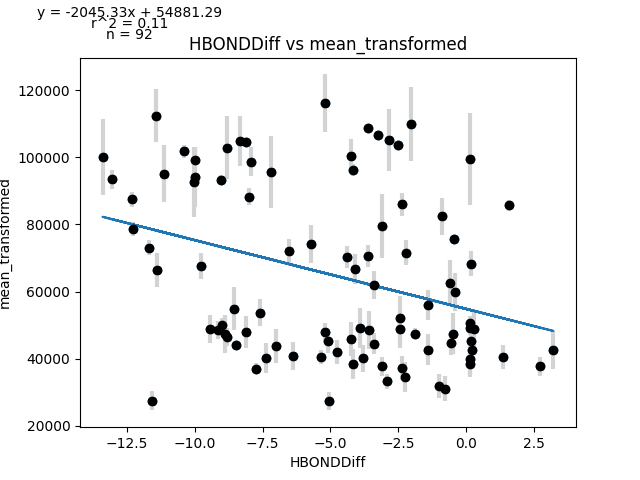 y = -2045.33x + 54881.29
r^2 = 0.11
n = 92
HBONDDiff vs mean_transformed
mean_transformed
120000
100000
80000
60000
40000
20000
−12.5 −10.0 −7.5 −5.0 −2.5 0.0 2.5
HBONDDiff